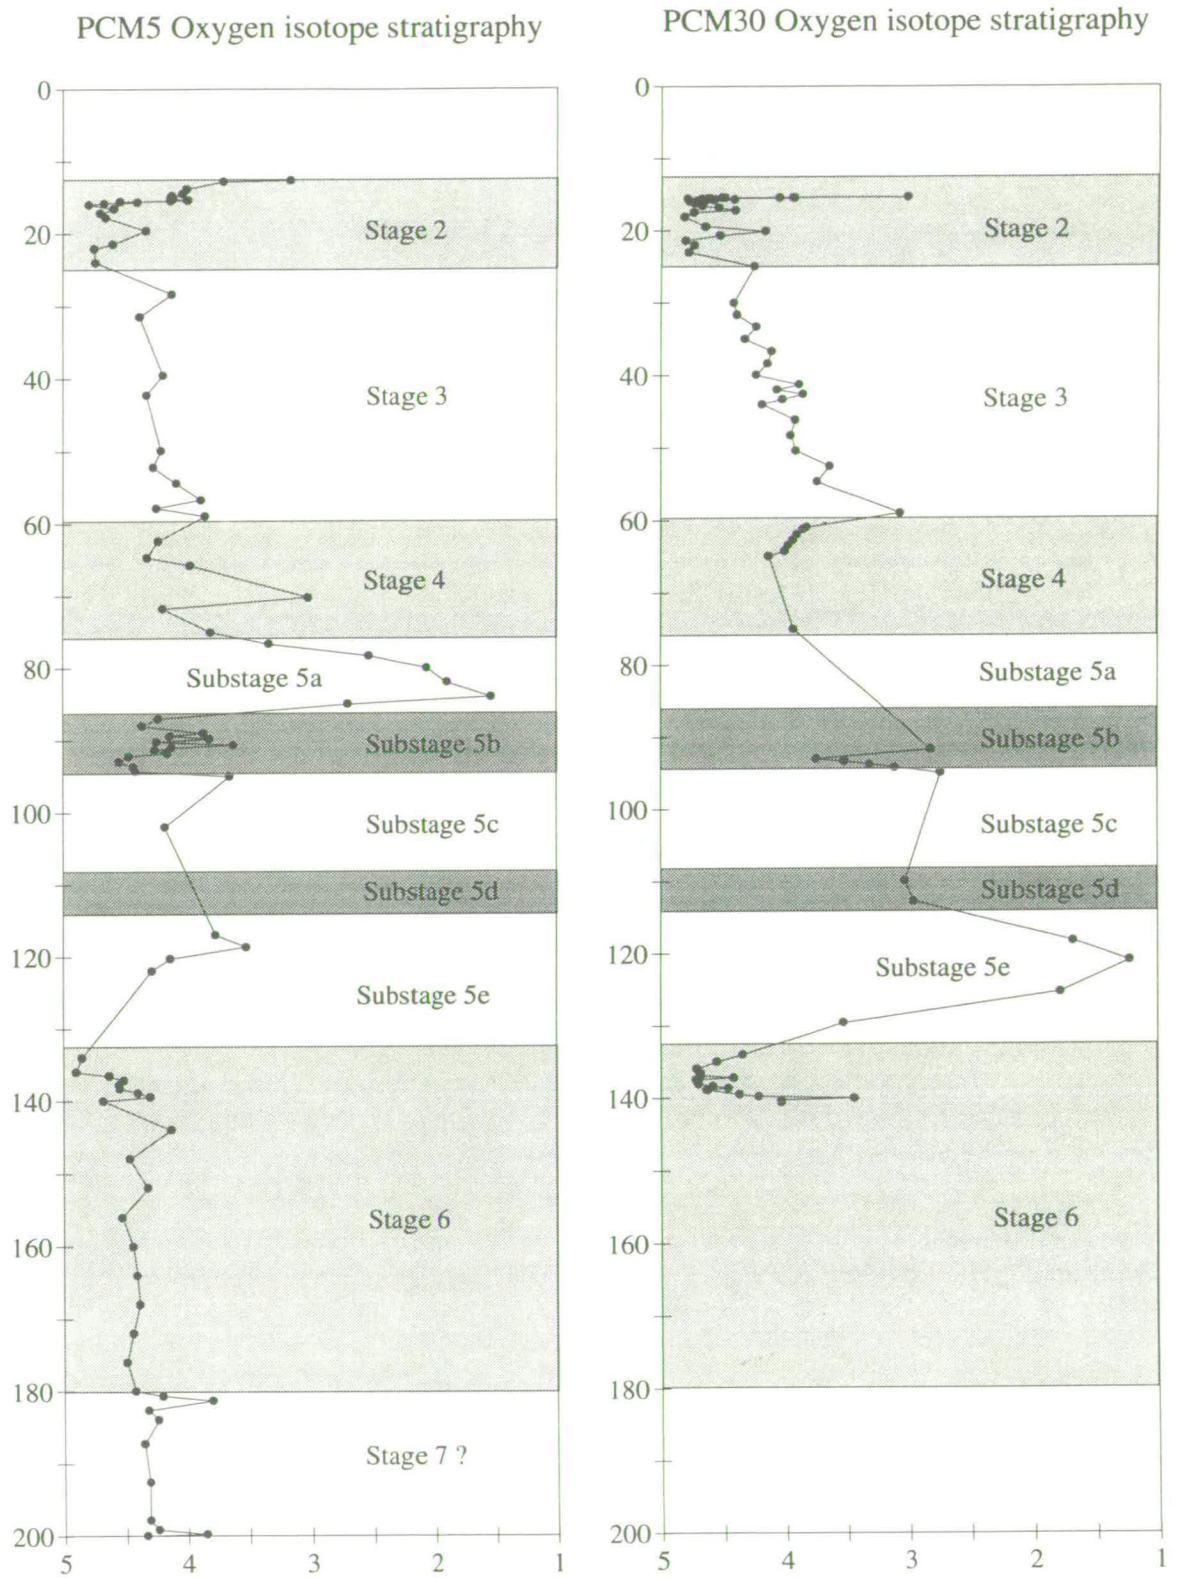 PCM5 Oxygen isotope stratigraphy
0
20
40
60
80
100
120
140
160
180
200
5 4 3 2 1
Stage 2
Stage 3
Stage 4
Substage 5a
Substage 5b
Substage 5c
Substage 5d
Substage 5e
Stage 6
Stage 7 ?
PCM30 Oxygen isotope stratigraphy
0
20
40
60
80
100
120
140
160
180
200
5 4 3 2 1
Stage 2
Stage 3
Stage 4
Substage 5a
Substage 5b
Substage 5c
Substage 5d
Substage 5e
Stage 6